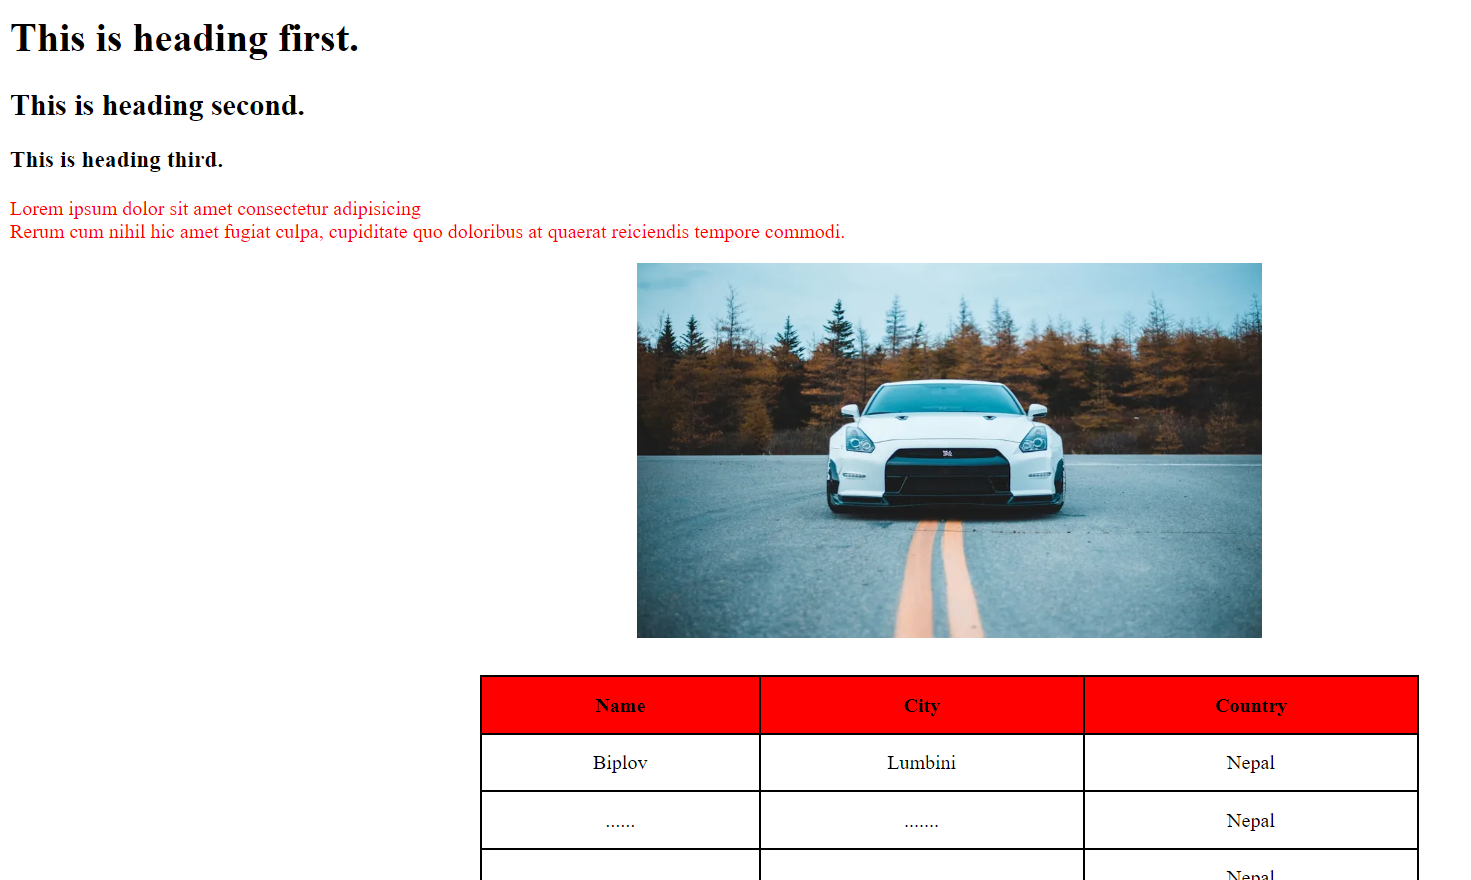 This is heading first.
This is heading second.
This is heading third.
Lorem ipsum dolor sit amet consectetur adipisicing
Rerum cum nihil hic amet fugiat culpa, cupiditate quo doloribus at quaerat reiciendis tempore commodi.
Name City Country
Biplov Lumbini Nepal
...... ....... Nepal
Nepal